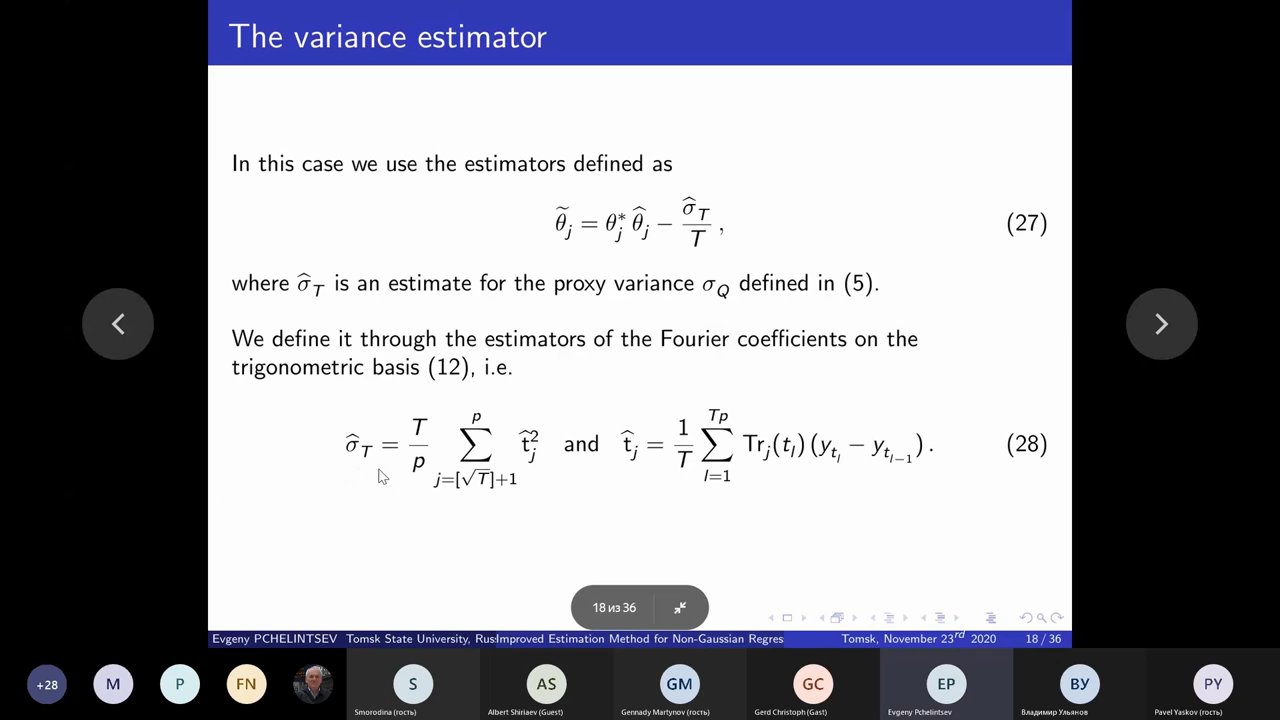 The variance estimator
In this case we use the estimators defined as
θ̃_j = θ*_j θ̂_j − σ̂_T / T , (27)
where σ̂_T is an estimate for the proxy variance σ_Q defined in (5).
We define it through the estimators of the Fourier coefficients on the
trigonometric basis (12), i.e.
σ̂_T = T/p ∑_{j=[√T]+1}^{p} t̂_j^2 and t̂_j = 1/T ∑_{l=1}^{Tp} Tr_j(t_l) (y_{t_l} − y_{t_{l−1}}) . (28)
18 из 36
Evgeny PCHELINTSEV Tomsk State University, Rus Improved Estimation Method for Non-Gaussian Regres Tomsk, November 23rd 2020 18 / 36
+28 M P FN S AS GM GC EP ВУ PY
Smorodina (гость) Albert Shiriaev (Guest) Gennady Martynov (гость) Gerd Christoph (Gast) Evgeny Pchelintsev Владимир Ульянов Pavel Yaskov (гость)